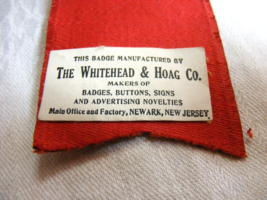 THIS BADGE MANUFACTURED BY
THE WHITEHEAD & HOAG CO.
MAKERS OF
BADGES, BUTTONS, SIGNS
AND ADVERTISING NOVELTIES
Main Office and Factory, NEWARK, NEW JERSEY